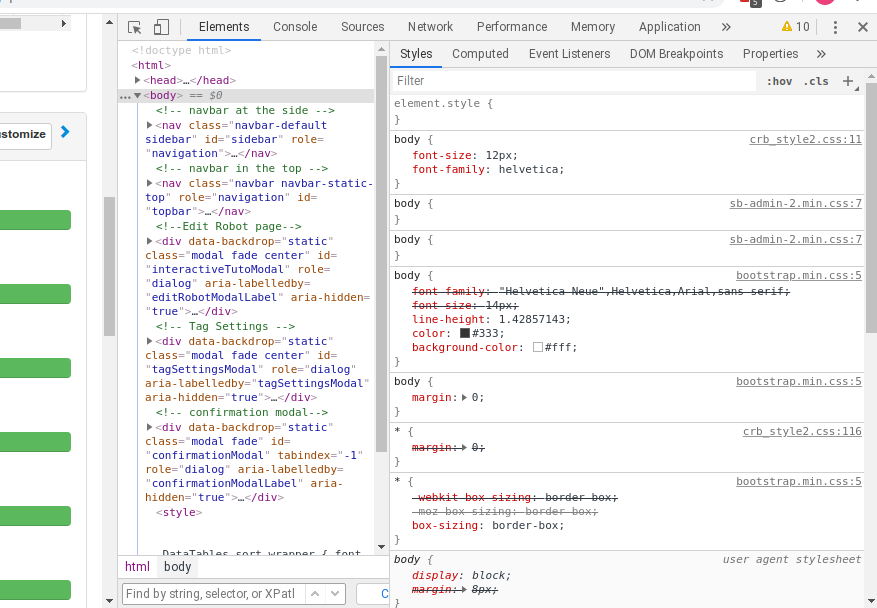 5
Elements Console Sources Network Performance Memory Application » 10
<!doctype html>
<html>
<head>…</head>
… <body> == $0
<!-- navbar at the side -->
<nav class="navbar-default
sidebar" id="sidebar" role=
"navigation">…</nav>
<!-- navbar in the top -->
<nav class="navbar navbar-static-
top" role="navigation" id=
"topbar">…</nav>
<!--Edit Robot page-->
<div data-backdrop="static"
class="modal fade center" id=
"interactiveTutoModal" role=
"dialog" aria-labelledby=
"editRobotModalLabel" aria-hidden=
"true">…</div>
<!-- Tag Settings -->
<div data-backdrop="static"
class="modal fade center" id=
"tagSettingsModal" role="dialog"
aria-labelledby="tagSettingsModal"
aria-hidden="true">…</div>
<!-- confirmation modal-->
<div data-backdrop="static"
class="modal fade" id=
"confirmationModal" tabindex="-1"
role="dialog" aria-labelledby=
"confirmationModalLabel" aria-
hidden="true">…</div>
<style>
DataTables_sort_wrapper { font
html body
Find by string, selector, or XPath
C
Styles Computed Event Listeners DOM Breakpoints Properties »
Filter :hov .cls +
element.style {
}
body { crb_style2.css:11
font-size: 12px;
font-family: helvetica;
}
body { sb-admin-2.min.css:7
}
body { sb-admin-2.min.css:7
}
body { bootstrap.min.css:5
font-family: "Helvetica Neue",Helvetica,Arial,sans-serif;
font-size: 14px;
line-height: 1.42857143;
color: #333;
background-color: #fff;
}
body { bootstrap.min.css:5
margin: 0;
}
* { crb_style2.css:116
margin: 0;
}
* { bootstrap.min.css:5
-webkit-box-sizing: border-box;
-moz-box-sizing: border-box;
box-sizing: border-box;
}
body { user agent stylesheet
display: block;
margin: 8px;
}
ustomize